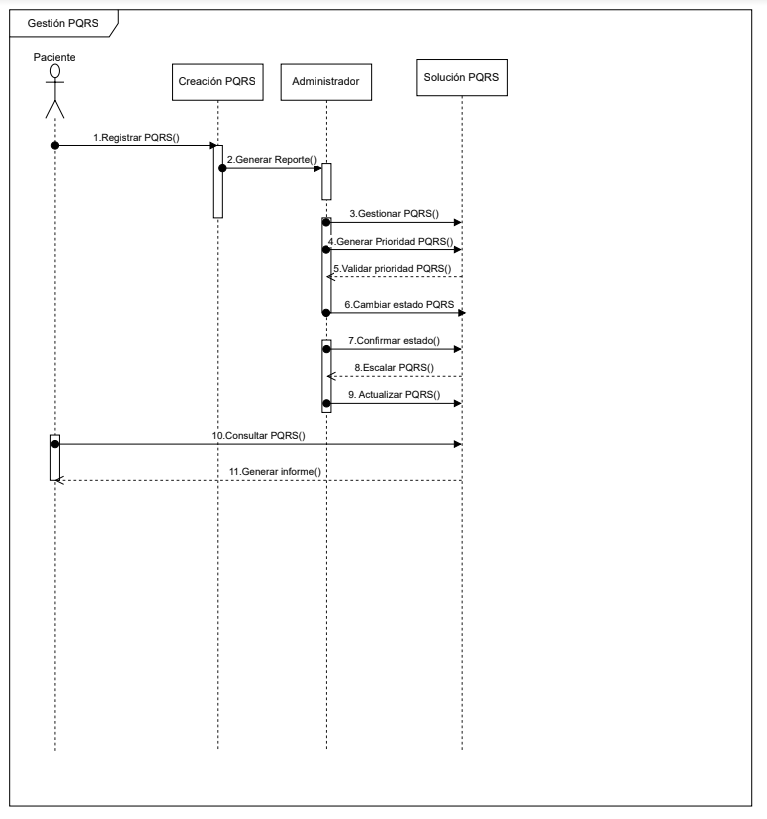 Gestión PQRS
Paciente
Creación PQRS
Administrador
Solución PQRS
1.Registrar PQRS()
2.Generar Reporte()
3.Gestionar PQRS()
4.Generar Prioridad PQRS()
5.Validar prioridad PQRS()
6.Cambiar estado PQRS
7.Confirmar estado()
8.Escalar PQRS()
9. Actualizar PQRS()
10.Consultar PQRS()
11.Generar informe()